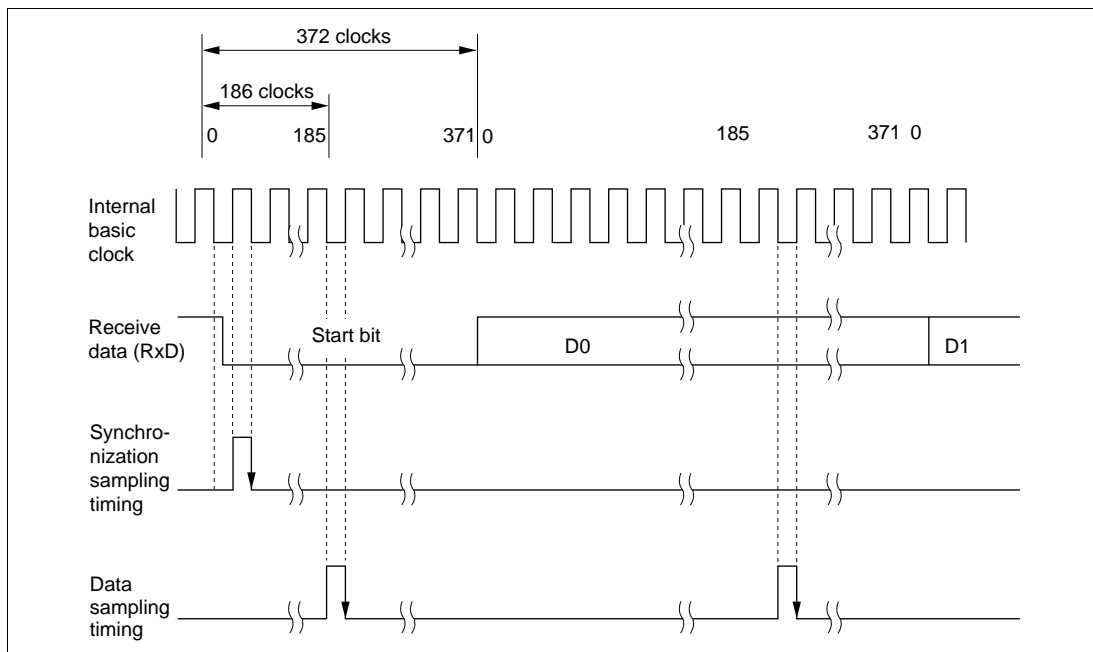 372 clocks
186 clocks
0 185 371 0 185 371 0
Internal
basic
clock
Receive
data (RxD)
Start bit
D0
D1
Synchro-
nization
sampling
timing
Data
sampling
timing